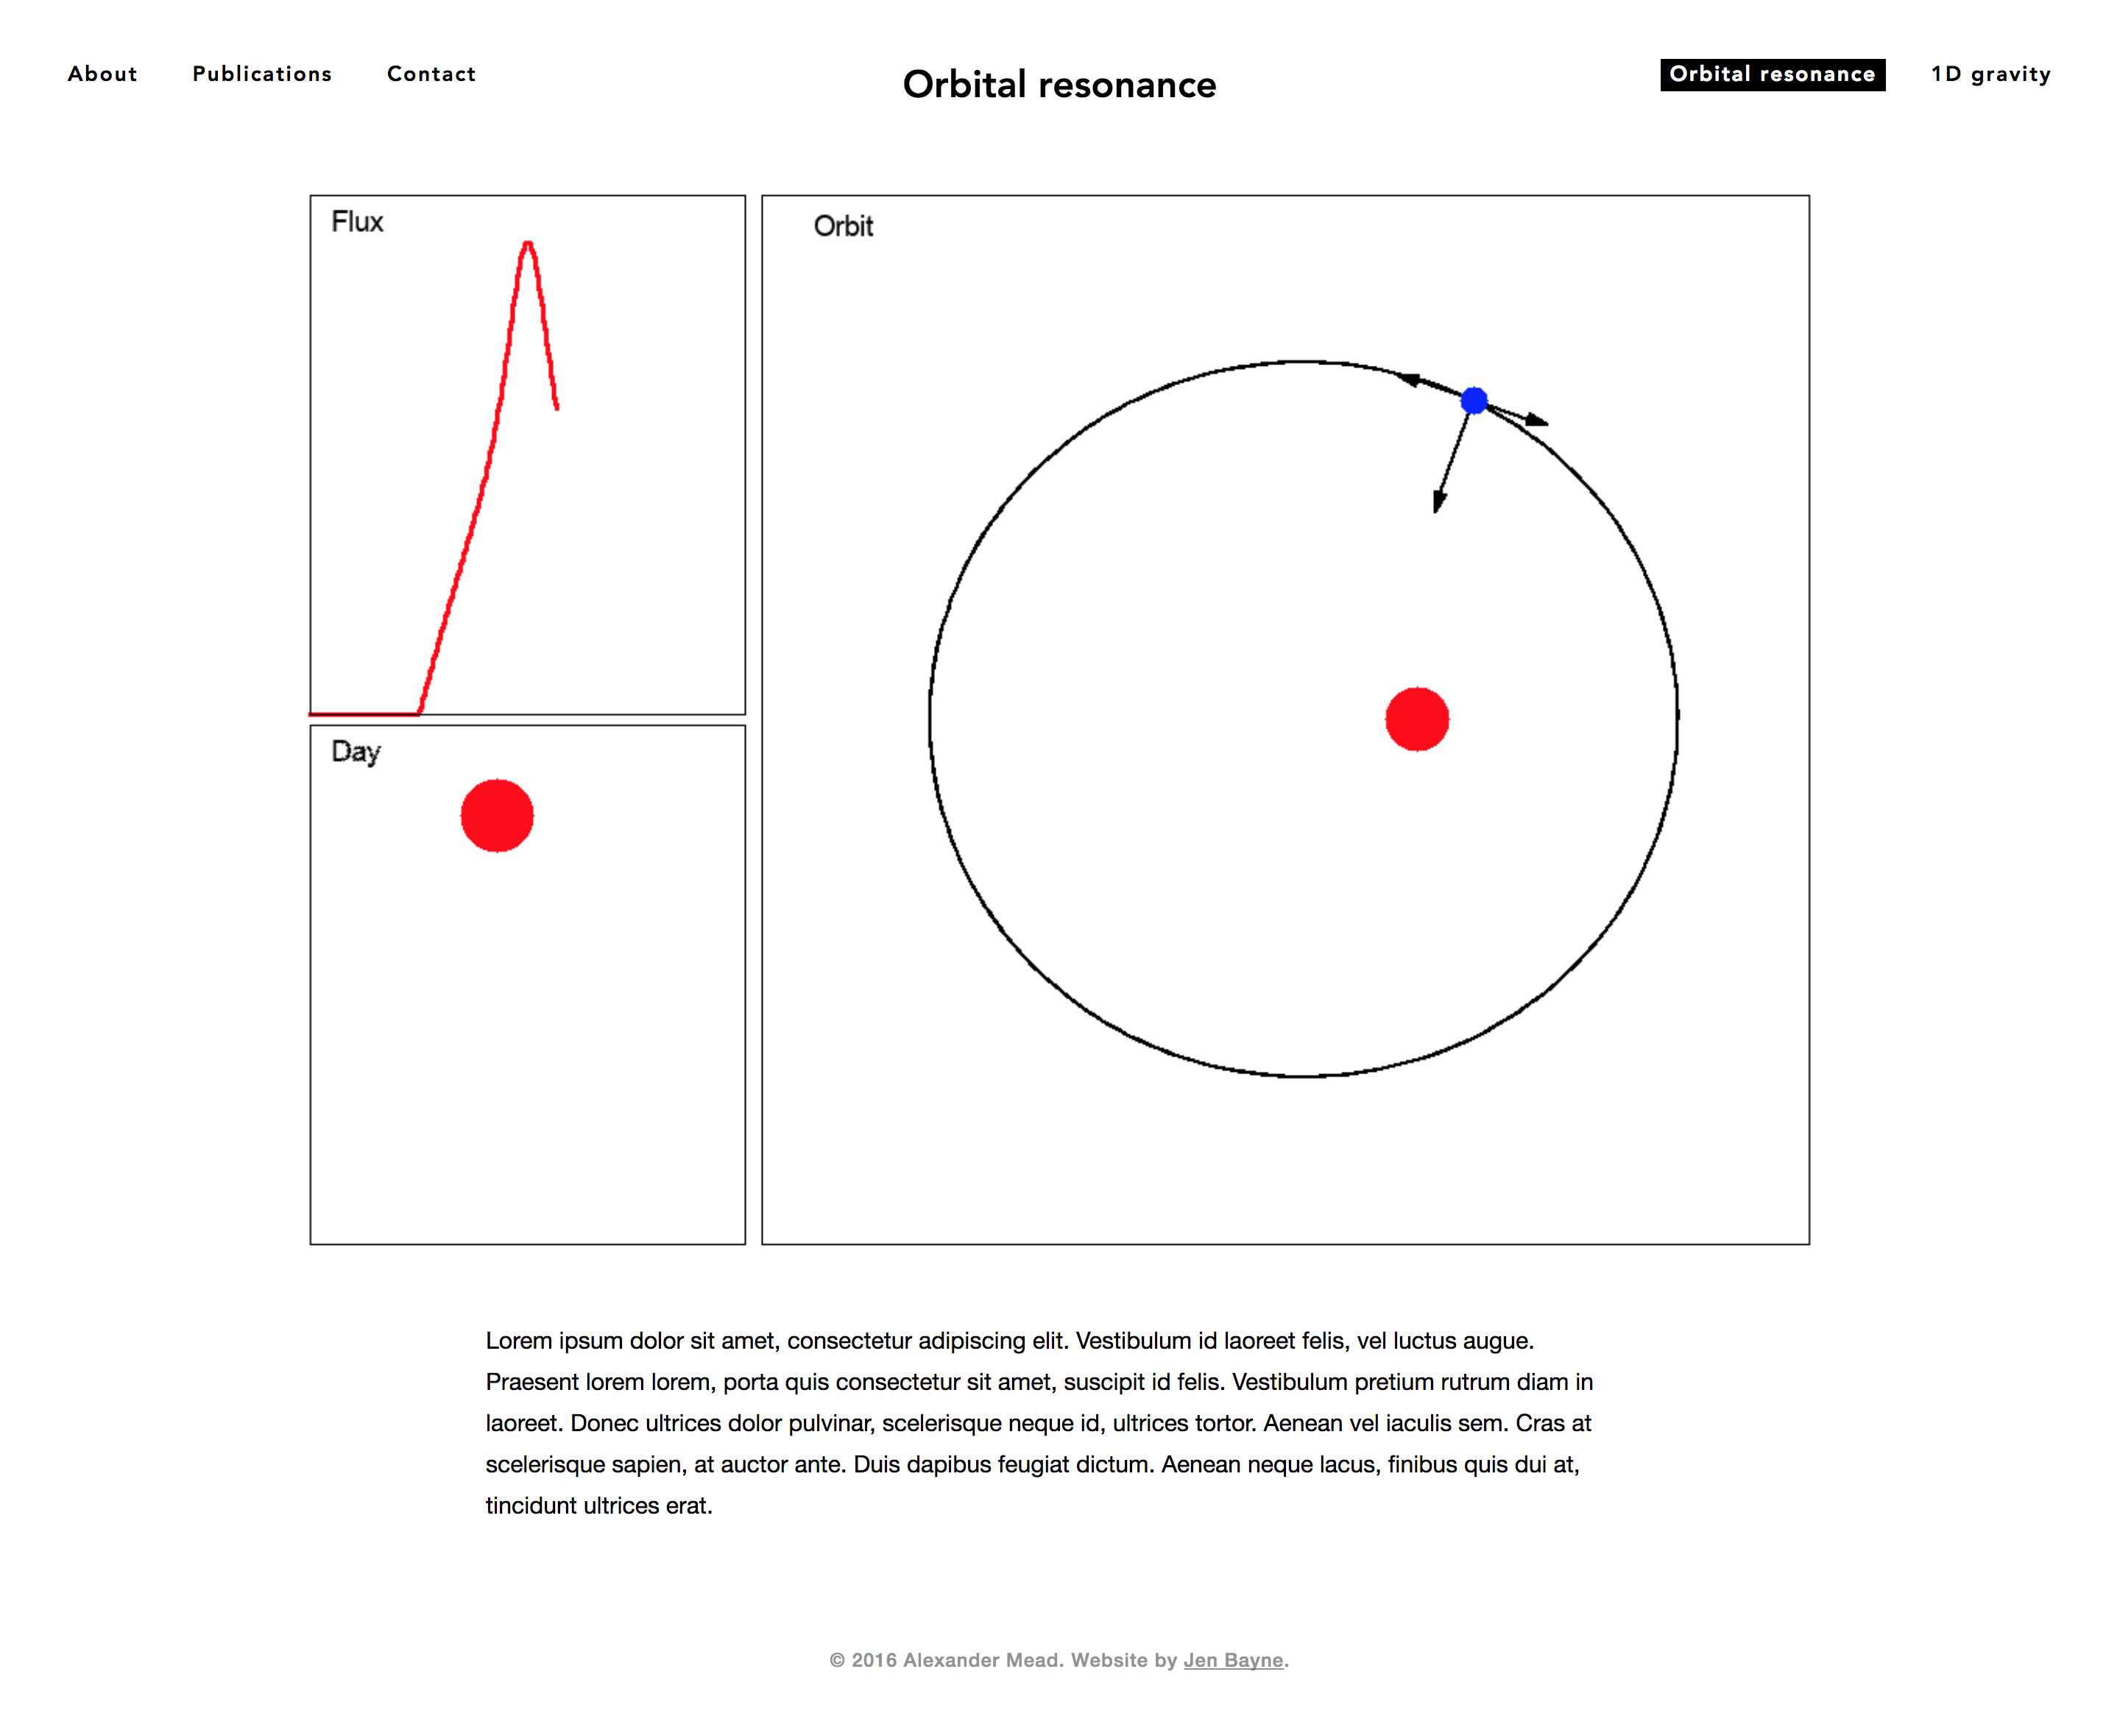 About
Publications
Contact
Orbital resonance
Orbital resonance
1D gravity
Flux
Orbit
Day
Lorem ipsum dolor sit amet, consectetur adipiscing elit. Vestibulum id laoreet felis, vel luctus augue.
Praesent lorem lorem, porta quis consectetur sit amet, suscipit id felis. Vestibulum pretium rutrum diam in
laoreet. Donec ultrices dolor pulvinar, scelerisque neque id, ultrices tortor. Aenean vel iaculis sem. Cras at
scelerisque sapien, at auctor ante. Duis dapibus feugiat dictum. Aenean neque lacus, finibus quis dui at,
tincidunt ultrices erat.
© 2016 Alexander Mead. Website by Jen Bayne.